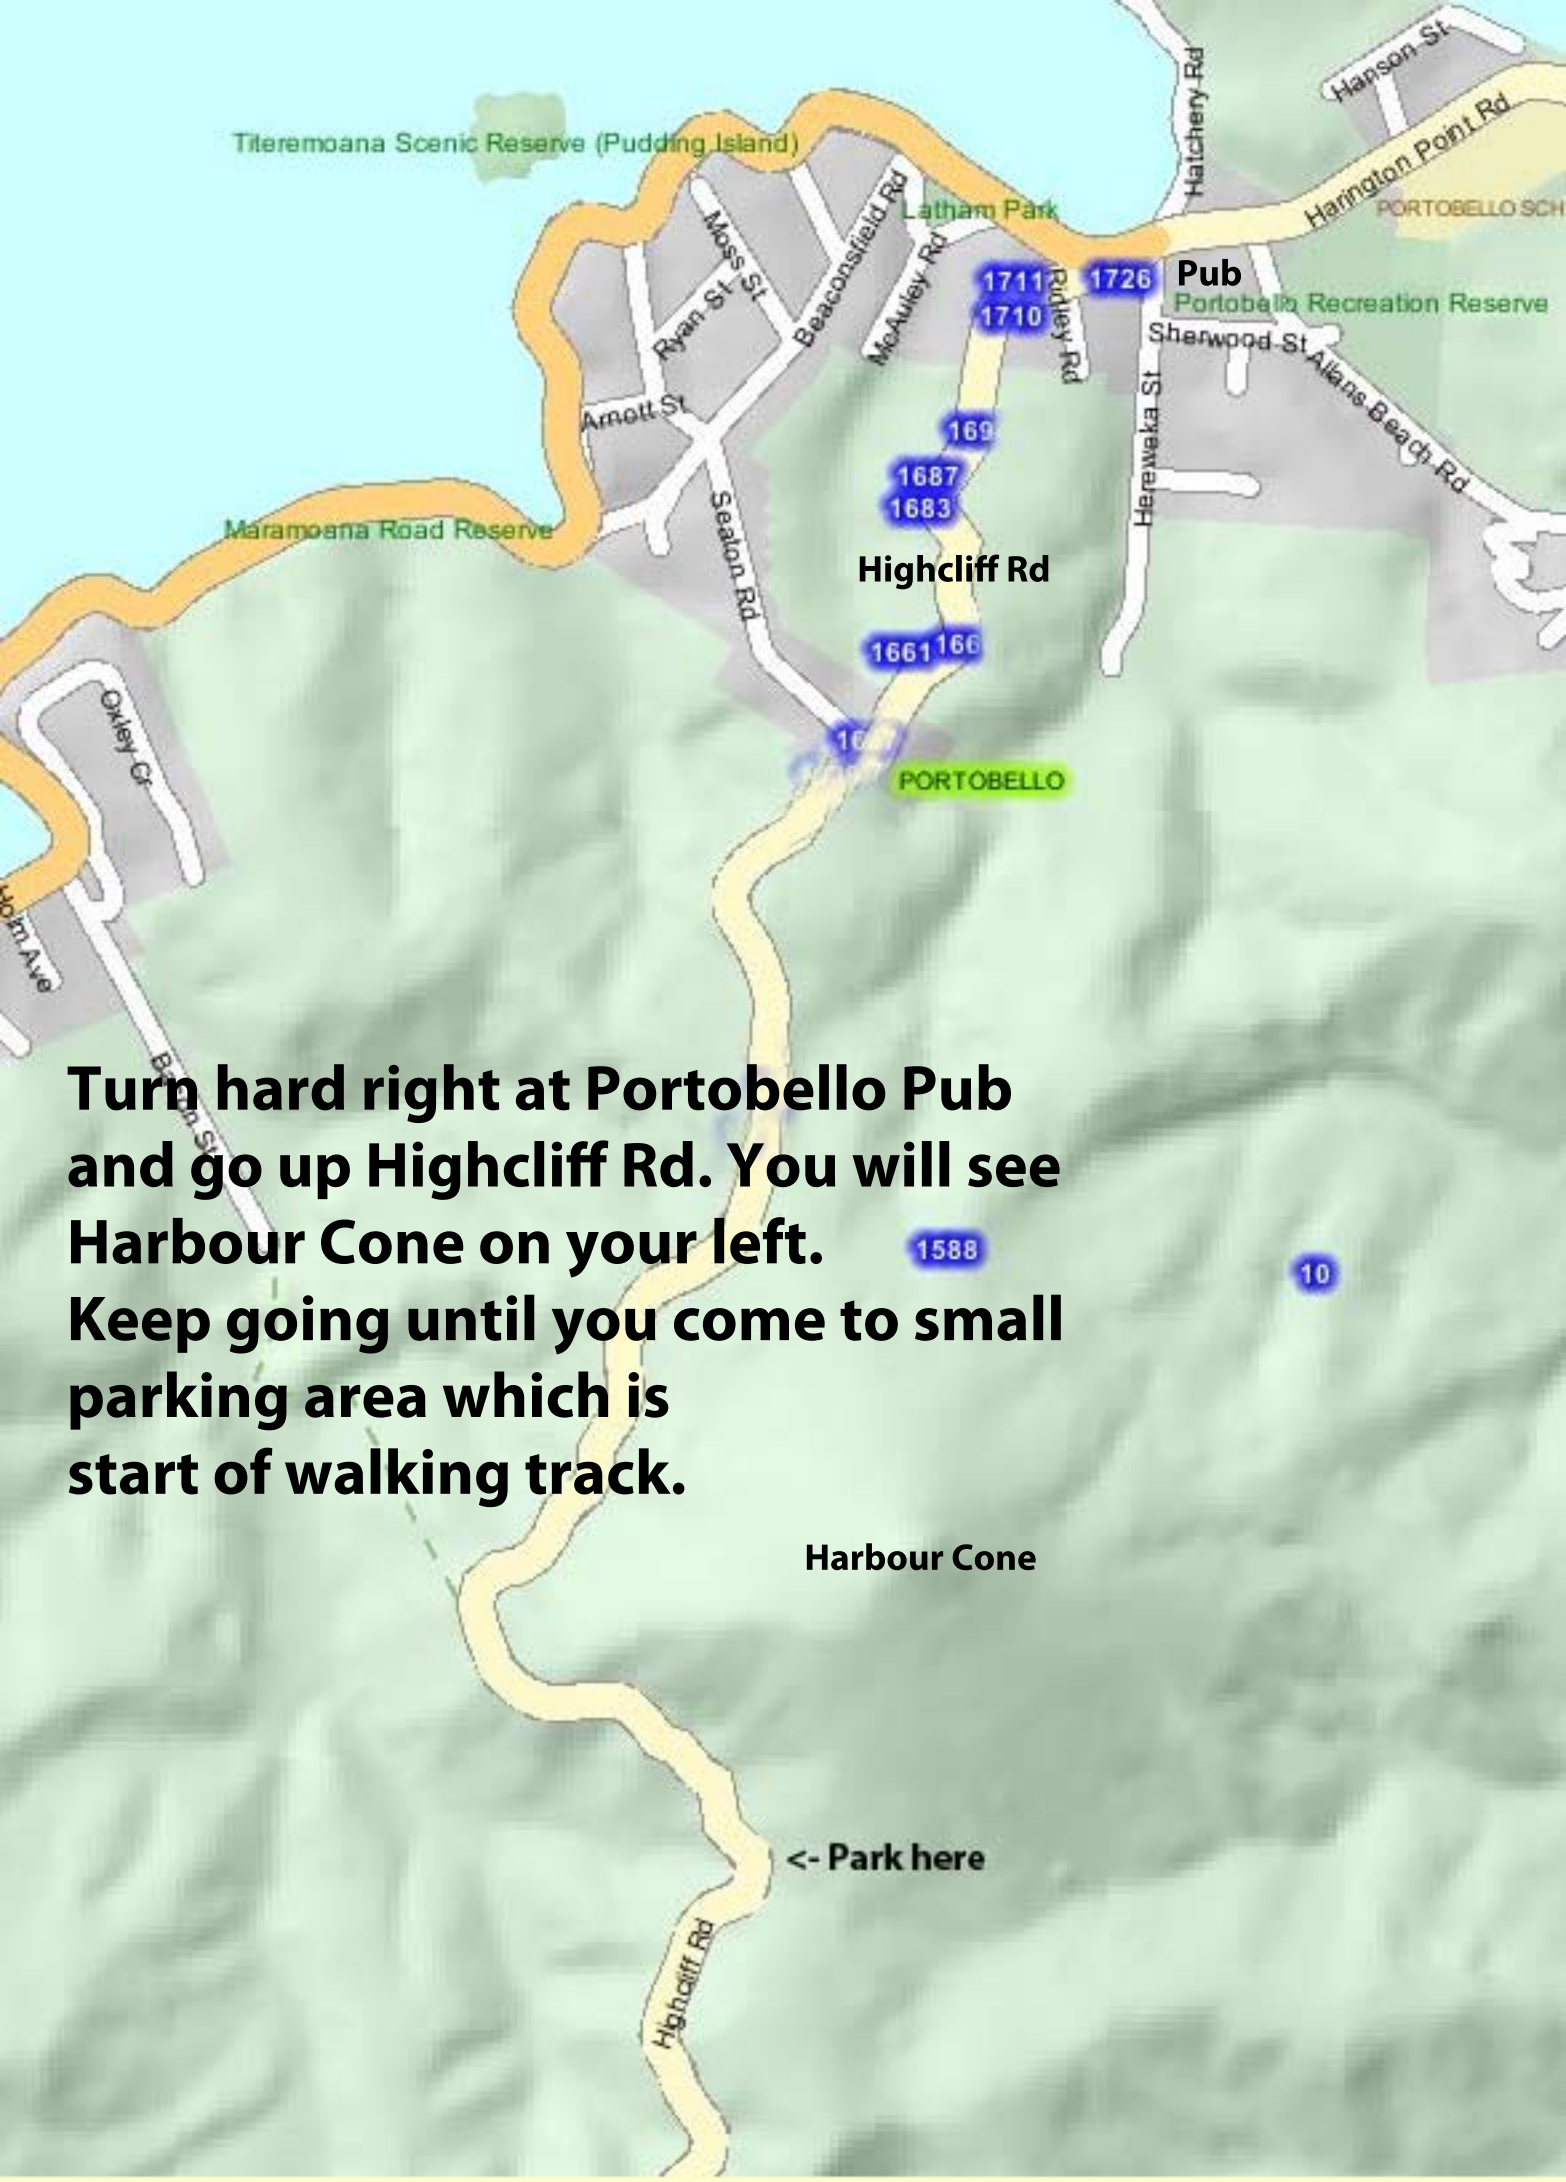 Hanson St
Hatchery Rd
Harington Point Rd
Titeremoana Scenic Reserve (Pudding Island)
PORTOBELLO SCH
Latham Park
Moss St
Beaconsfield Rd
McAuley Rd
Ryan St
1711
1710
Ridley Rd
1726
Pub
Portobello Recreation Reserve
Sherwood St
Allans Beach Rd
Hereweka St
Arnott St
169
1687
1683
Seaton Rd
Maramoana Road Reserve
Highcliff Rd
1661
166
Oxley Cr
PORTOBELLO
Holm Ave
Turn hard right at Portobello Pub
and go up Highcliff Rd. You will see
Harbour Cone on your left.
Keep going until you come to small
parking area which is
start of walking track.
1588
10
Harbour Cone
<- Park here
Highcliff Rd